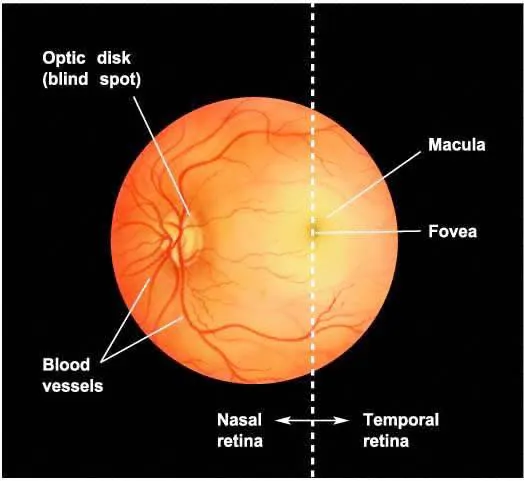 Optic disk
(blind spot)
Macula
Fovea
Blood
vessels
Nasal
retina
Temporal
retina